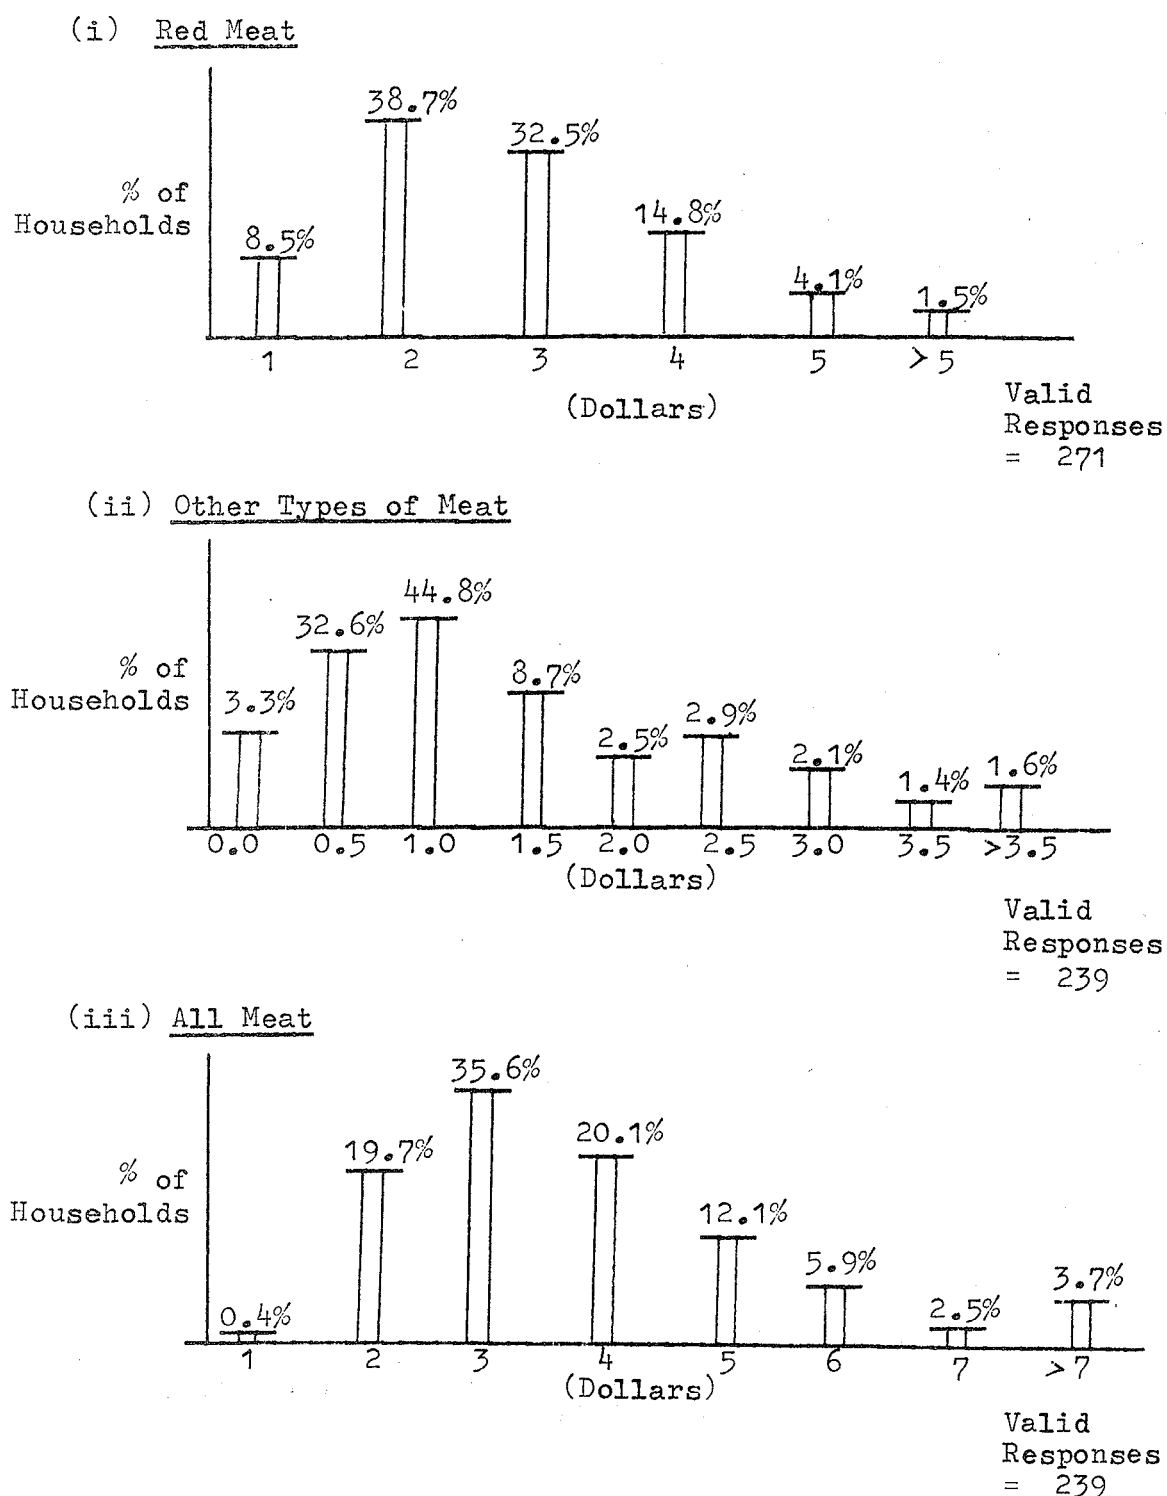 (i) Red Meat
38.7%
32.5%
% of
Households
14.8%
8.5%
4.1%
1.5%
1 2 3 4 5 > 5
(Dollars)
Valid
Responses
= 271
(ii) Other Types of Meat
44.8%
32.6%
% of
Households
8.7%
3.3%
2.9%
2.5%
2.1%
1.4%
1.6%
0.0 0.5 1.0 1.5 2.0 2.5 3.0 3.5 >3.5
(Dollars)
Valid
Responses
= 239
(iii) All Meat
35.6%
20.1%
19.7%
% of
Households
12.1%
5.9%
3.7%
2.5%
0.4%
1 2 3 4 5 6 7 >7
(Dollars)
Valid
Responses
= 239